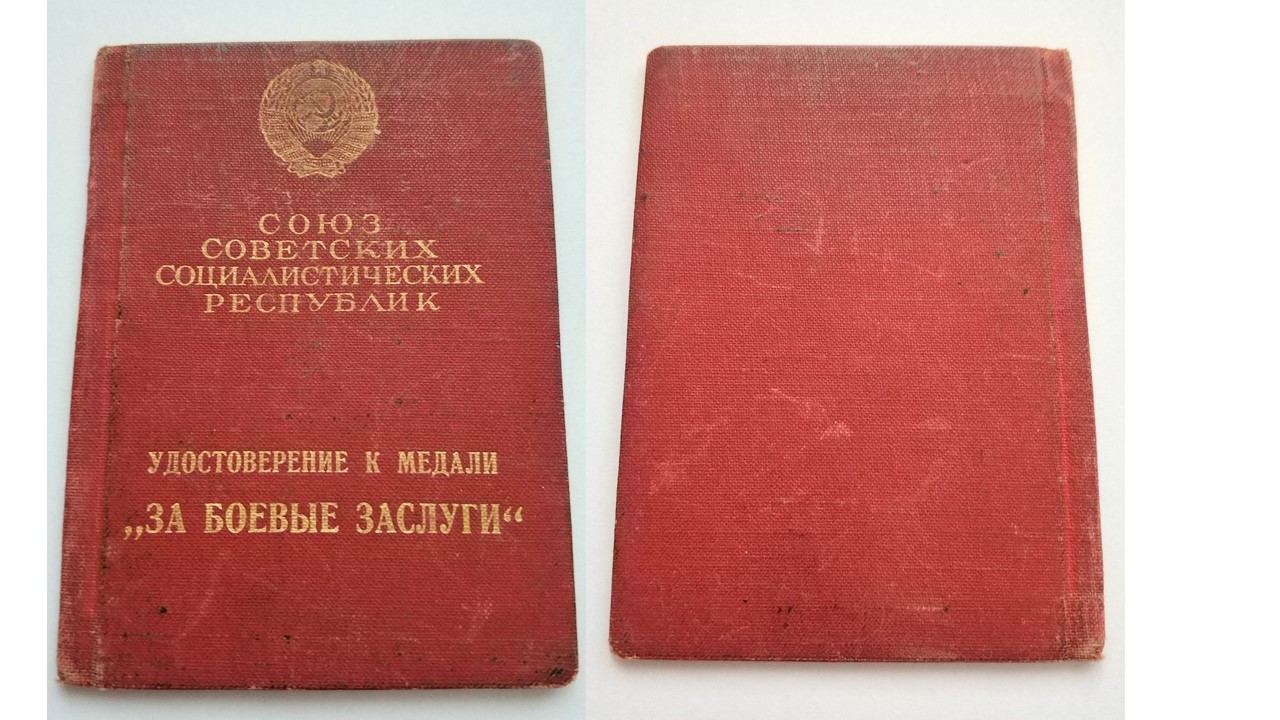 СОЮЗ
СОВЕТСКИХ
СОЦИАЛИСТИЧЕСКИХ
РЕСПУБЛИК
УДОСТОВЕРЕНИЕ К МЕДАЛИ
„ЗА БОЕВЫЕ ЗАСЛУГИ“